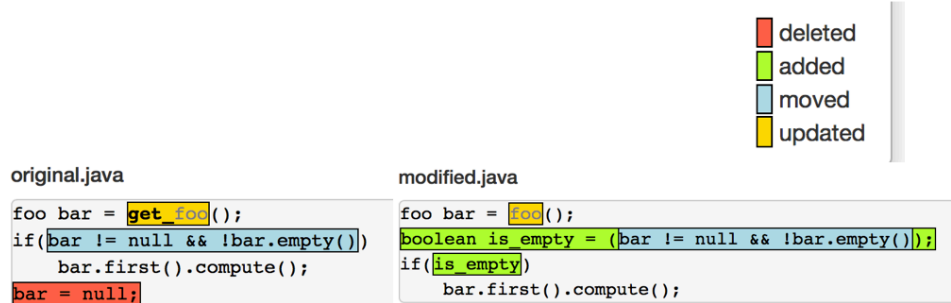 deleted
added
moved
updated
original.java
foo bar = get_foo();
if(bar != null && !bar.empty())
    bar.first().compute();
bar = null;
modified.java
foo bar = foo();
boolean is_empty = (bar != null && !bar.empty());
if(is_empty)
    bar.first().compute();